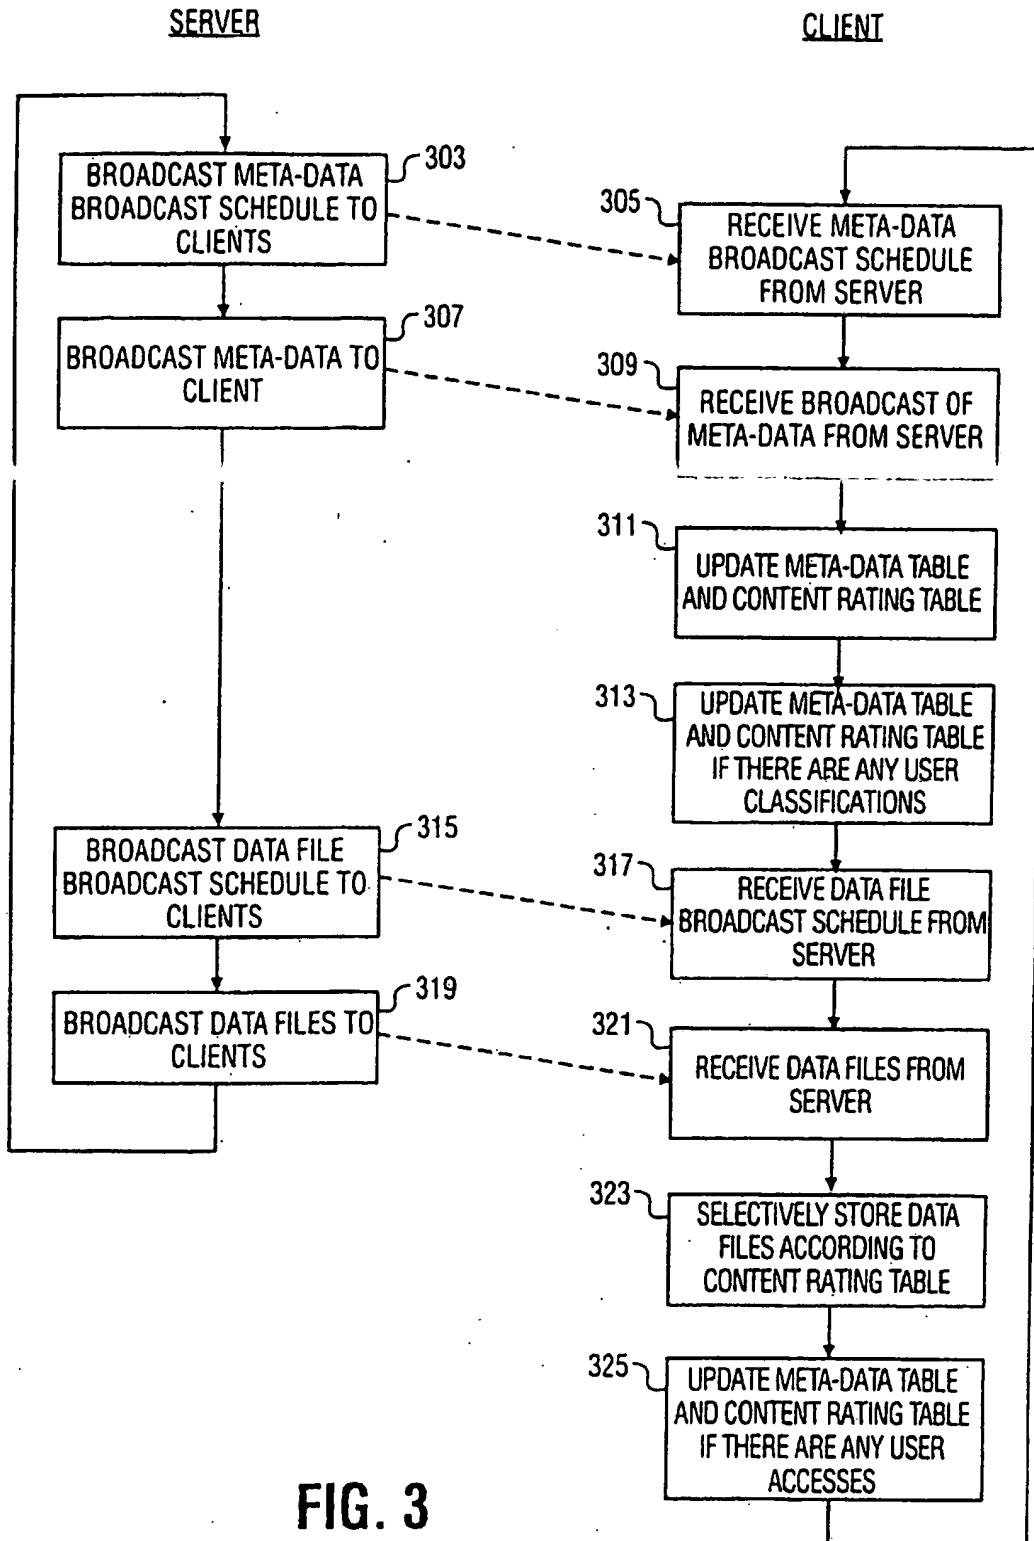 SERVER
CLIENT
303
BROADCAST META-DATA
BROADCAST SCHEDULE TO
CLIENTS
305
RECEIVE META-DATA
BROADCAST SCHEDULE
FROM SERVER
307
BROADCAST META-DATA TO
CLIENT
309
RECEIVE BROADCAST OF
META-DATA FROM SERVER
311
UPDATE META-DATA TABLE
AND CONTENT RATING TABLE
313
UPDATE META-DATA TABLE
AND CONTENT RATING TABLE
IF THERE ARE ANY USER
CLASSIFICATIONS
315
BROADCAST DATA FILE
BROADCAST SCHEDULE TO
CLIENTS
317
RECEIVE DATA FILE
BROADCAST SCHEDULE FROM
SERVER
319
BROADCAST DATA FILES TO
CLIENTS
321
RECEIVE DATA FILES FROM
SERVER
323
SELECTIVELY STORE DATA
FILES ACCORDING TO
CONTENT RATING TABLE
325
UPDATE META-DATA TABLE
AND CONTENT RATING TABLE
IF THERE ARE ANY USER
ACCESSES
FIG. 3